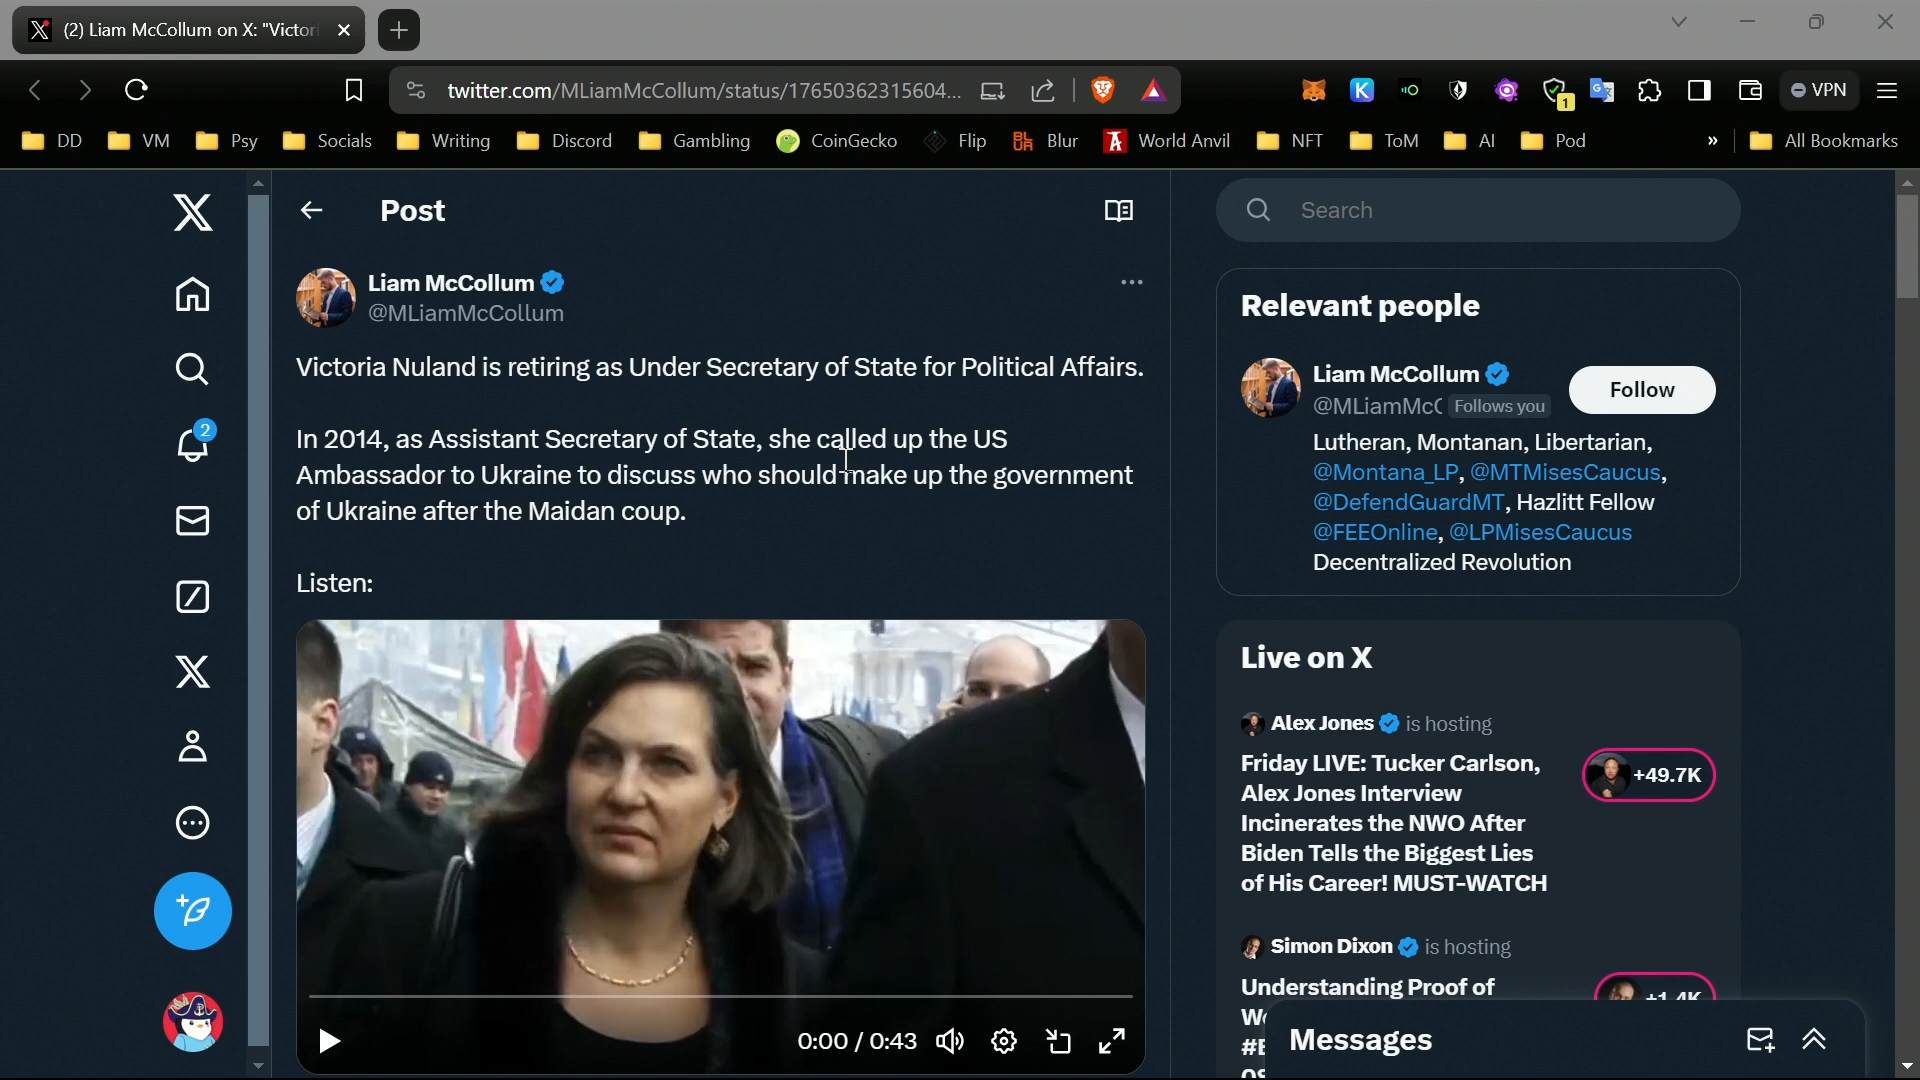 (2) Liam McCollum on X: "Victori
twitter.com/MLiamMcCollum/status/17650362315604...
1
VPN
DD
VM
Psy
Socials
Writing
Discord
Gambling
CoinGecko
Flip
BL
UR
Blur
World Anvil
NFT
ToM
AI
Pod
»
All Bookmarks
2
Post
Liam McCollum
@MLiamMcCollum
Victoria Nuland is retiring as Under Secretary of State for Political Affairs.
In 2014, as Assistant Secretary of State, she called up the US
Ambassador to Ukraine to discuss who should make up the government
of Ukraine after the Maidan coup.
Listen:
0:00 / 0:43
Search
Relevant people
Liam McCollum
@MLiamMcC Follows you
Follow
Lutheran, Montanan, Libertarian,
@Montana_LP, @MTMisesCaucus,
@DefendGuardMT, Hazlitt Fellow
@FEEOnline, @LPMisesCaucus
Decentralized Revolution
Live on X
Alex Jones is hosting
Friday LIVE: Tucker Carlson,
Alex Jones Interview
Incinerates the NWO After
Biden Tells the Biggest Lies
of His Career! MUST-WATCH
+49.7K
Simon Dixon is hosting
Understanding Proof of
+1.4K
Messages